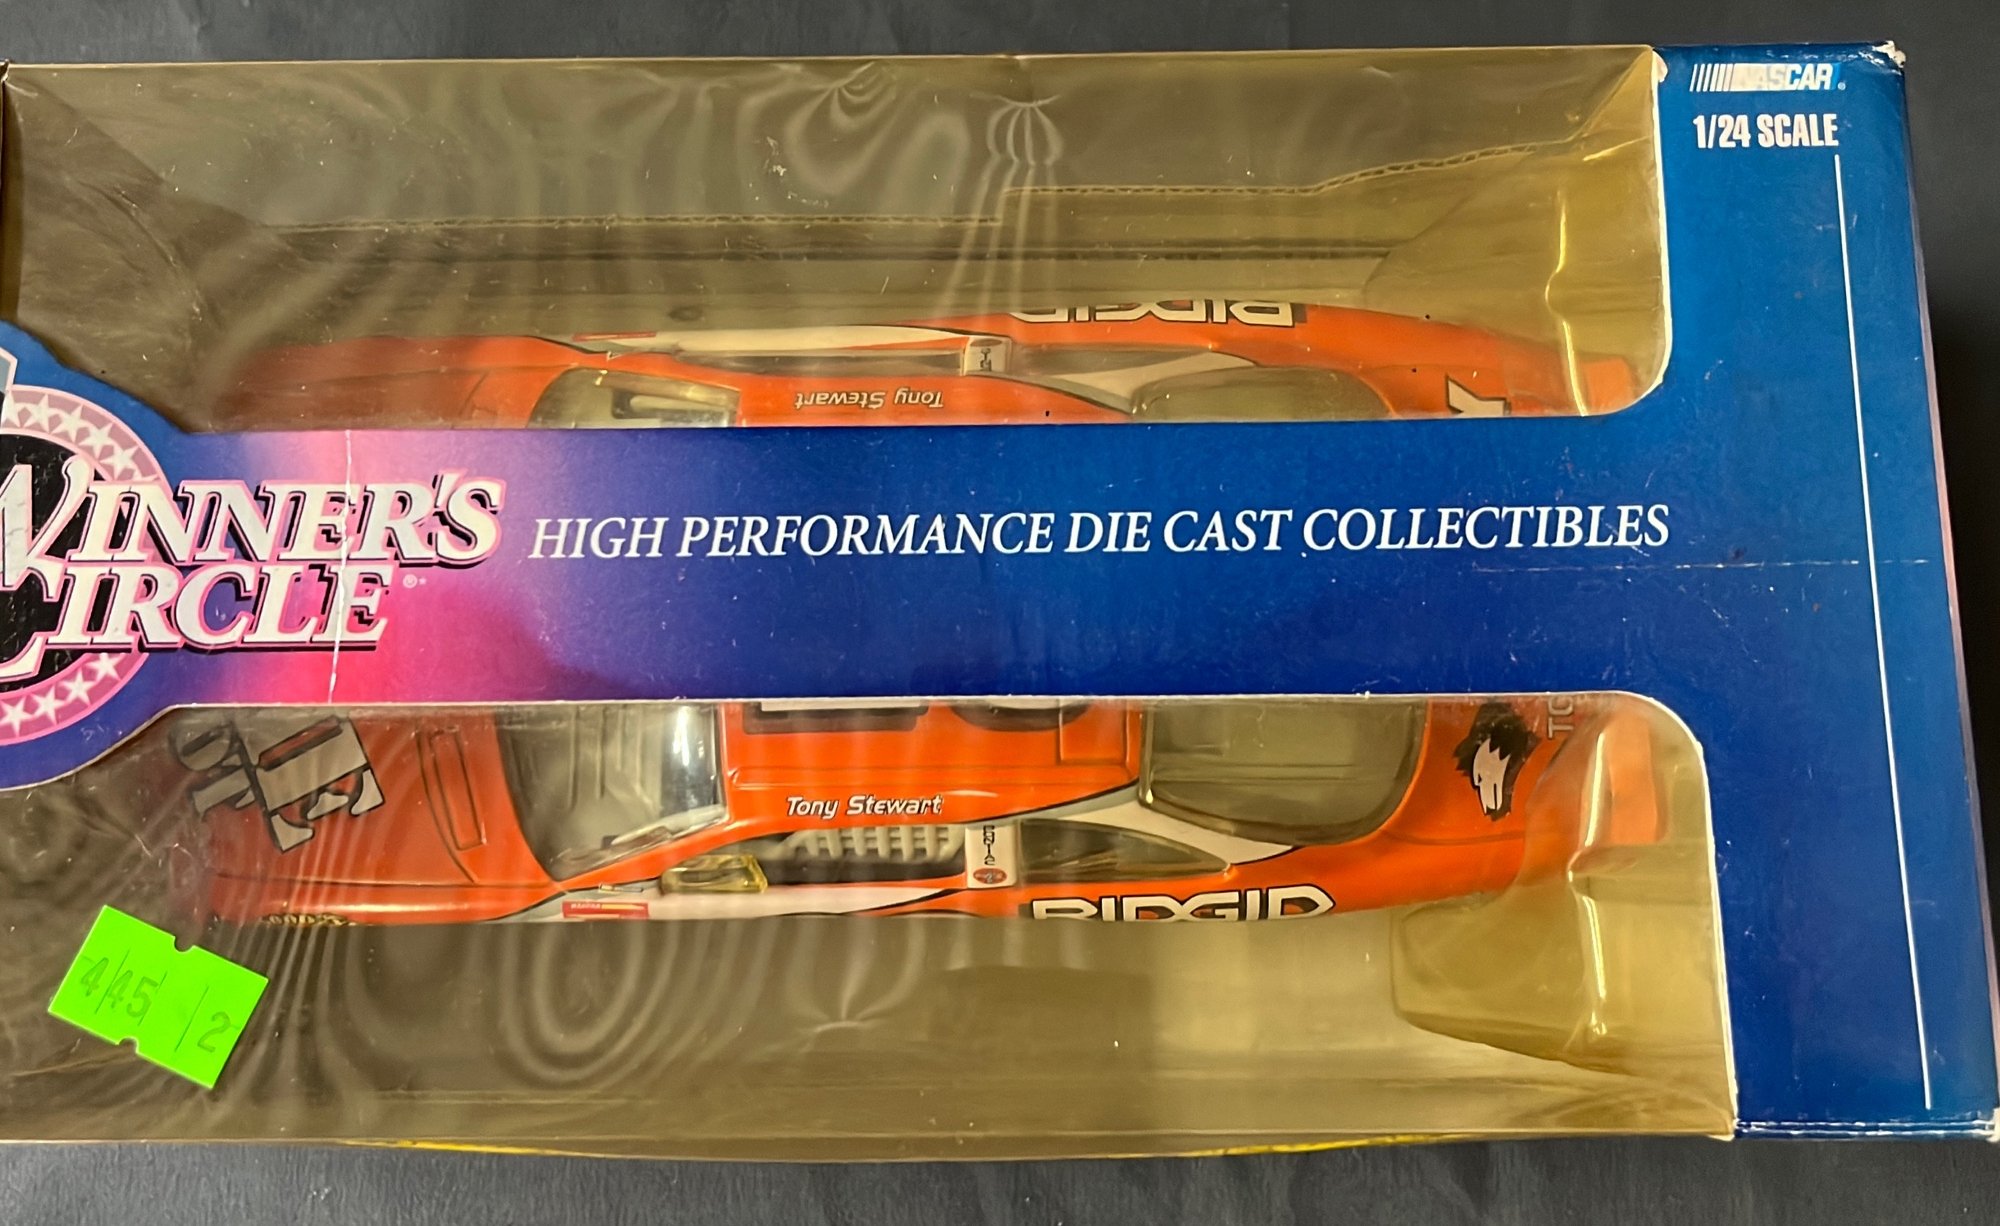 NASCAR
1/24 SCALE
RIDGID
Tony Stewart
WINNER'S
CIRCLE®
HIGH PERFORMANCE DIE CAST COLLECTIBLES
Tony Stewart
RIDGID
4/45/2